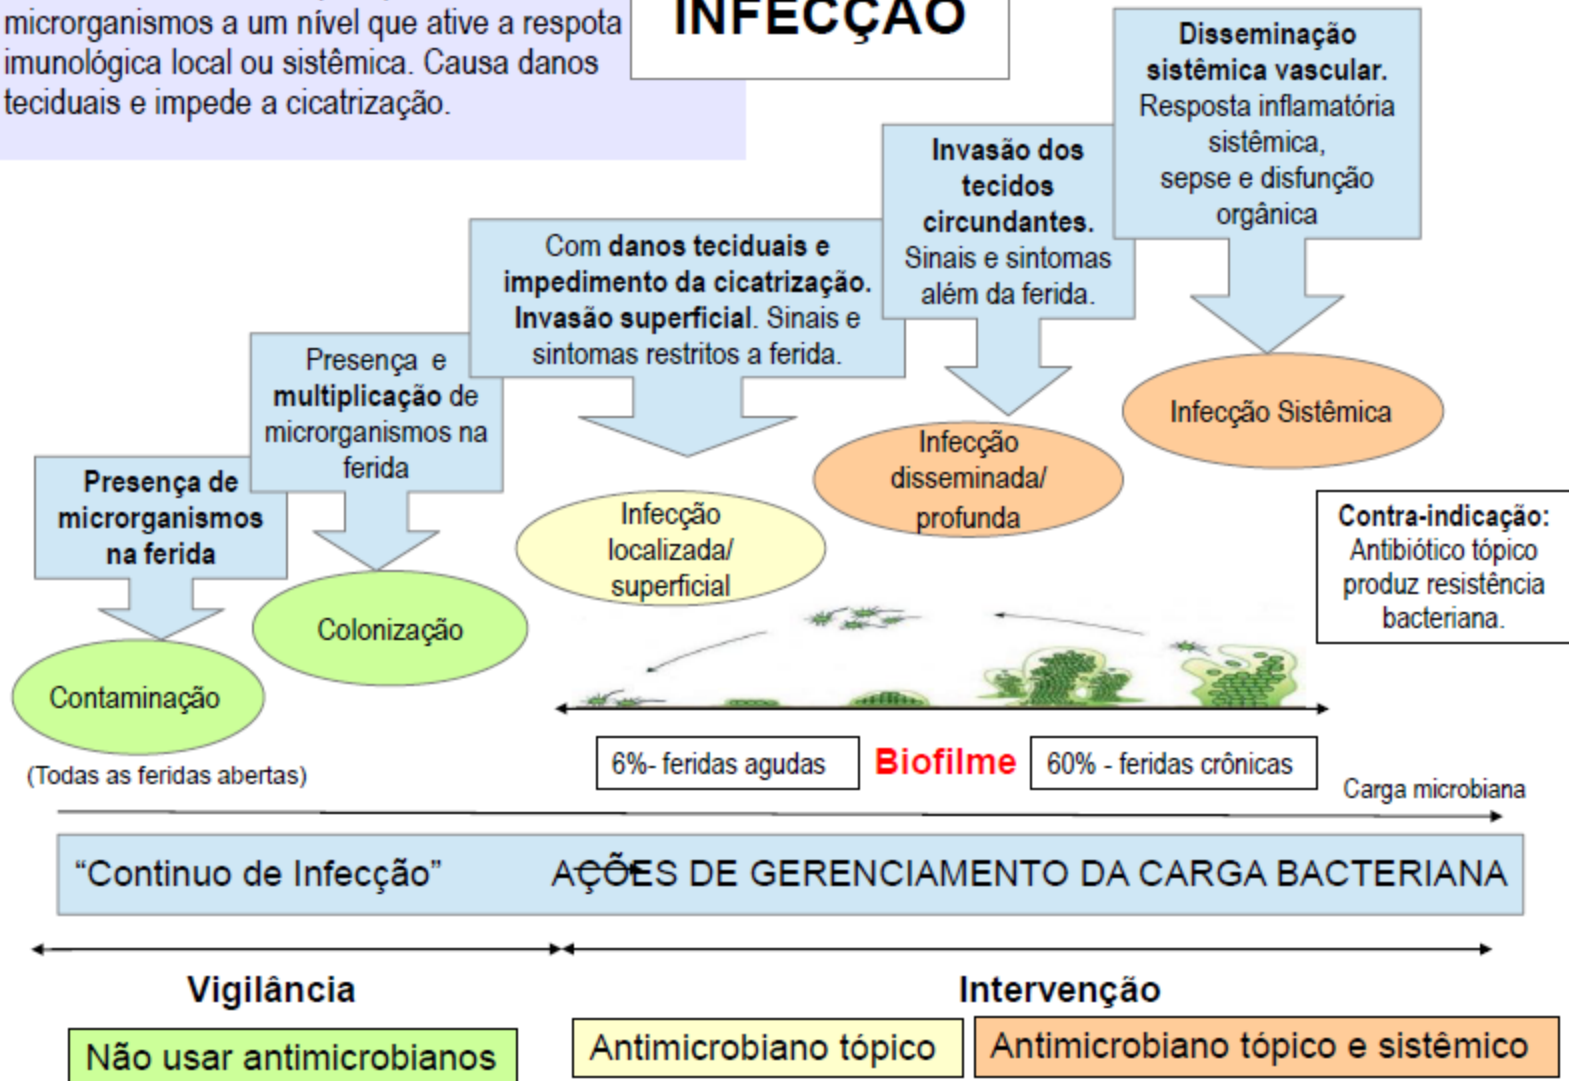 microrganismos a um nível que ative a respota
imunológica local ou sistêmica. Causa danos
teciduais e impede a cicatrização.
INFECÇÃO
Disseminação
sistêmica vascular.
Resposta inflamatória
sistêmica,
sepse e disfunção
orgânica
Invasão dos
tecidos
circundantes.
Sinais e sintomas
além da ferida.
Com danos teciduais e
impedimento da cicatrização.
Invasão superficial. Sinais e
sintomas restritos a ferida.
Presença e
multiplicação de
microrganismos na
ferida
Presença de
microrganismos
na ferida
Infecção Sistêmica
Infecção
disseminada/
profunda
Infecção
localizada/
superficial
Colonização
Contaminação
(Todas as feridas abertas)
Contra-indicação:
Antibiótico tópico
produz resistência
bacteriana.
6%- feridas agudas
Biofilme
60% - feridas crônicas
Carga microbiana
“Continuo de Infecção”
AÇÕES DE GERENCIAMENTO DA CARGA BACTERIANA
Vigilância
Intervenção
Não usar antimicrobianos
Antimicrobiano tópico
Antimicrobiano tópico e sistêmico